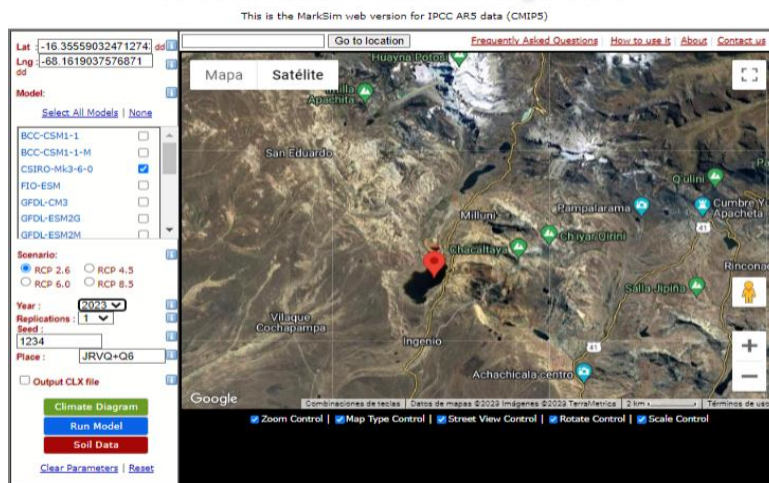 This is the MarkSim web version for IPCC AR5 data (CMIP5)
Lat : -16.35559032471274 dd
Lng : -68.1619037576871
dd
Model:
Select All Models | None
BCC-CSM1-1
BCC-CSM1-1-M
CSIRO-Mk3-6-0
FIO-ESM
GFDL-CM3
GFDL-ESM2G
GFDL-ESM2M
Scenario:
RCP 2.6 RCP 4.5
RCP 6.0 RCP 8.5
Year : 2023
Replications : 1
Seed :
1234
Place : JRVQ+Q6
Output CLX file
Climate Diagram
Run Model
Soil Data
Clear Parameters | Reset
Go to location
Frequently Asked Questions | How to use it | About | Contact us
Mapa Satélite
Huayna Potosí
Apachita
San Eduardo
Q'ulini
Milluni
Pampalarama
Cumbre Yu
Apacheta
41
Chacaltaya
Ch'iyar Qirini
Rincona
Salla Jipiña
Vilaque
Cochapampa
Ingenio
41
Achachicala centro
Google
Combinaciones de teclas
Datos de mapas ©2023 Imágenes ©2023 TerraMetrics
2 km
Términos de uso
Zoom Control | Map Type Control | Street View Control | Rotate Control | Scale Control